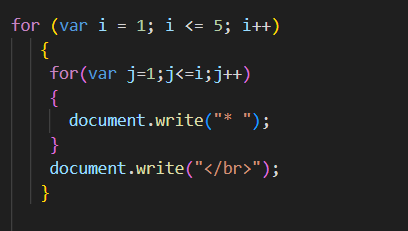 for (var i = 1; i <= 5; i++)
{
for(var j=1;j<=i;j++)
{
document.write("* ");
}
document.write("</br>");
}